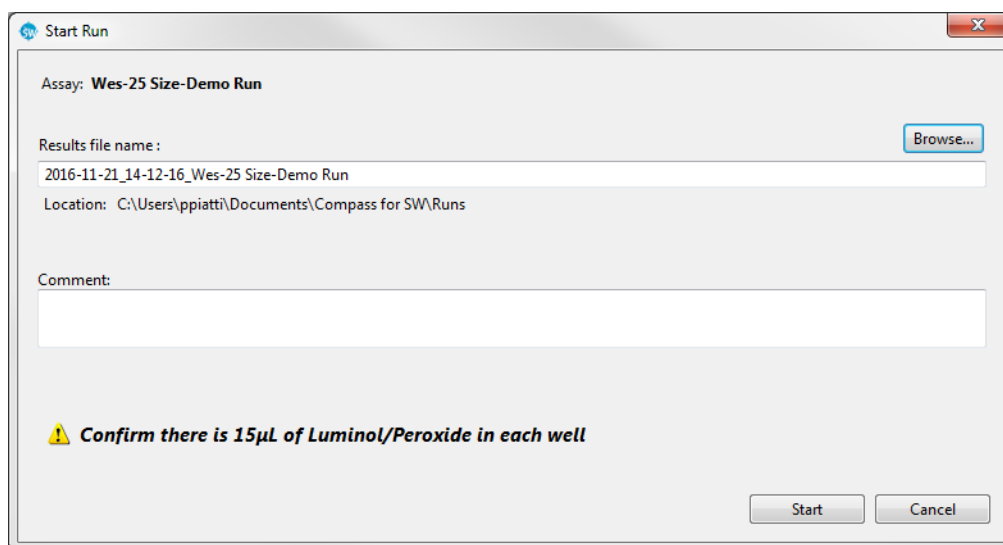 Start Run
Assay: Wes-25 Size-Demo Run
Browse...
Results file name :
2016-11-21_14-12-16_Wes-25 Size-Demo Run
Location: C:\Users\ppiatti\Documents\Compass for SW\Runs
Comment:
Confirm there is 15µL of Luminol/Peroxide in each well
Start Cancel